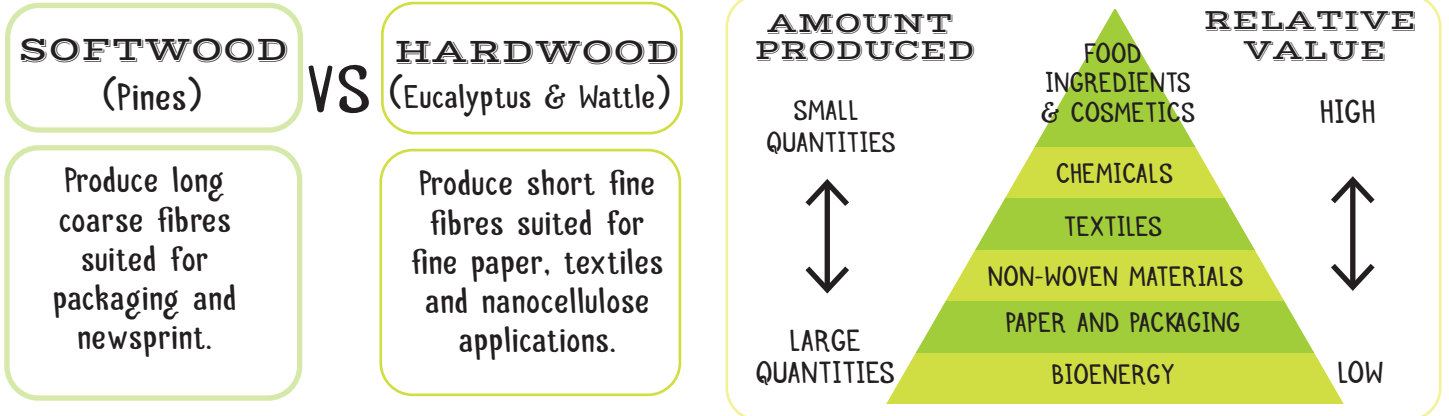 SOFTWOOD
(Pines)
VS
HARDWOOD
(Eucalyptus & Wattle)
Produce long
coarse fibres
suited for
packaging and
newsprint.
Produce short fine
fibres suited for
fine paper, textiles
and nanocellulose
applications.
AMOUNT
PRODUCED
SMALL
QUANTITIES
LARGE
QUANTITIES
FOOD
INGREDIENTS
& COSMETICS
CHEMICALS
TEXTILES
NON-WOVEN MATERIALS
PAPER AND PACKAGING
BIOENERGY
RELATIVE
VALUE
HIGH
LOW